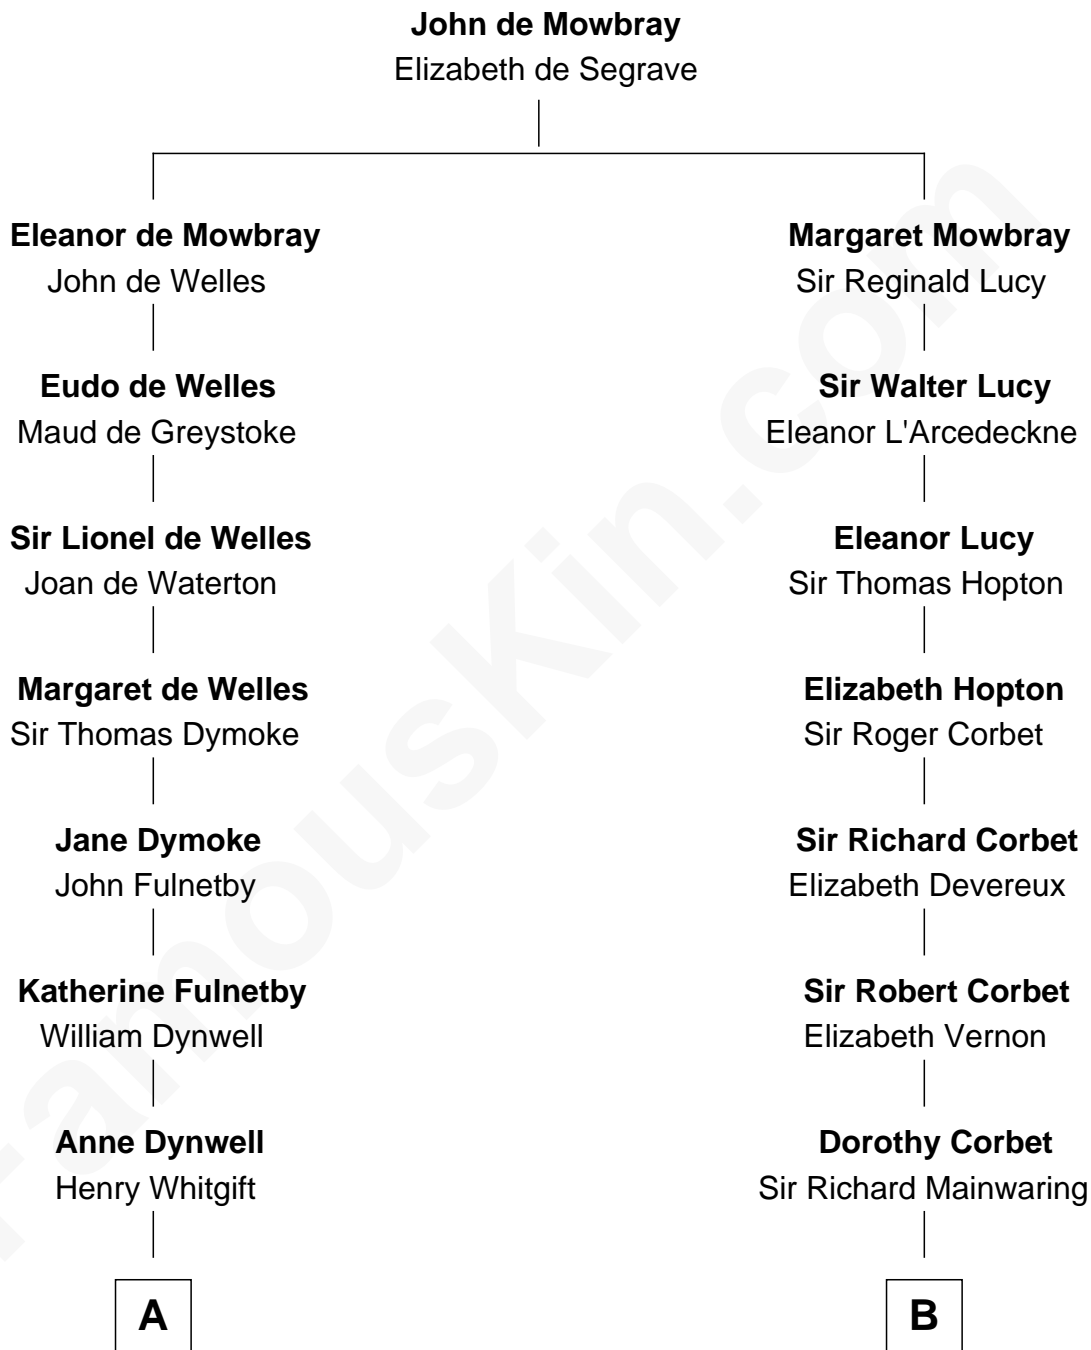 John de Mowbray
Elizabeth de Segrave
Eleanor de Mowbray
John de Welles
Margaret Mowbray
Sir Reginald Lucy
Eudo de Welles
Maud de Greystoke
Sir Walter Lucy
Eleanor L'Arcedeckne
Sir Lionel de Welles
Joan de Waterton
Eleanor Lucy
Sir Thomas Hopton
Margaret de Welles
Sir Thomas Dymoke
Elizabeth Hopton
Sir Roger Corbet
Jane Dymoke
John Fulnetby
Sir Richard Corbet
Elizabeth Devereux
Katherine Fulnetby
William Dynwell
Sir Robert Corbet
Elizabeth Vernon
Anne Dynwell
Henry Whitgift
Dorothy Corbet
Sir Richard Mainwaring
A
B
FamousKin.com